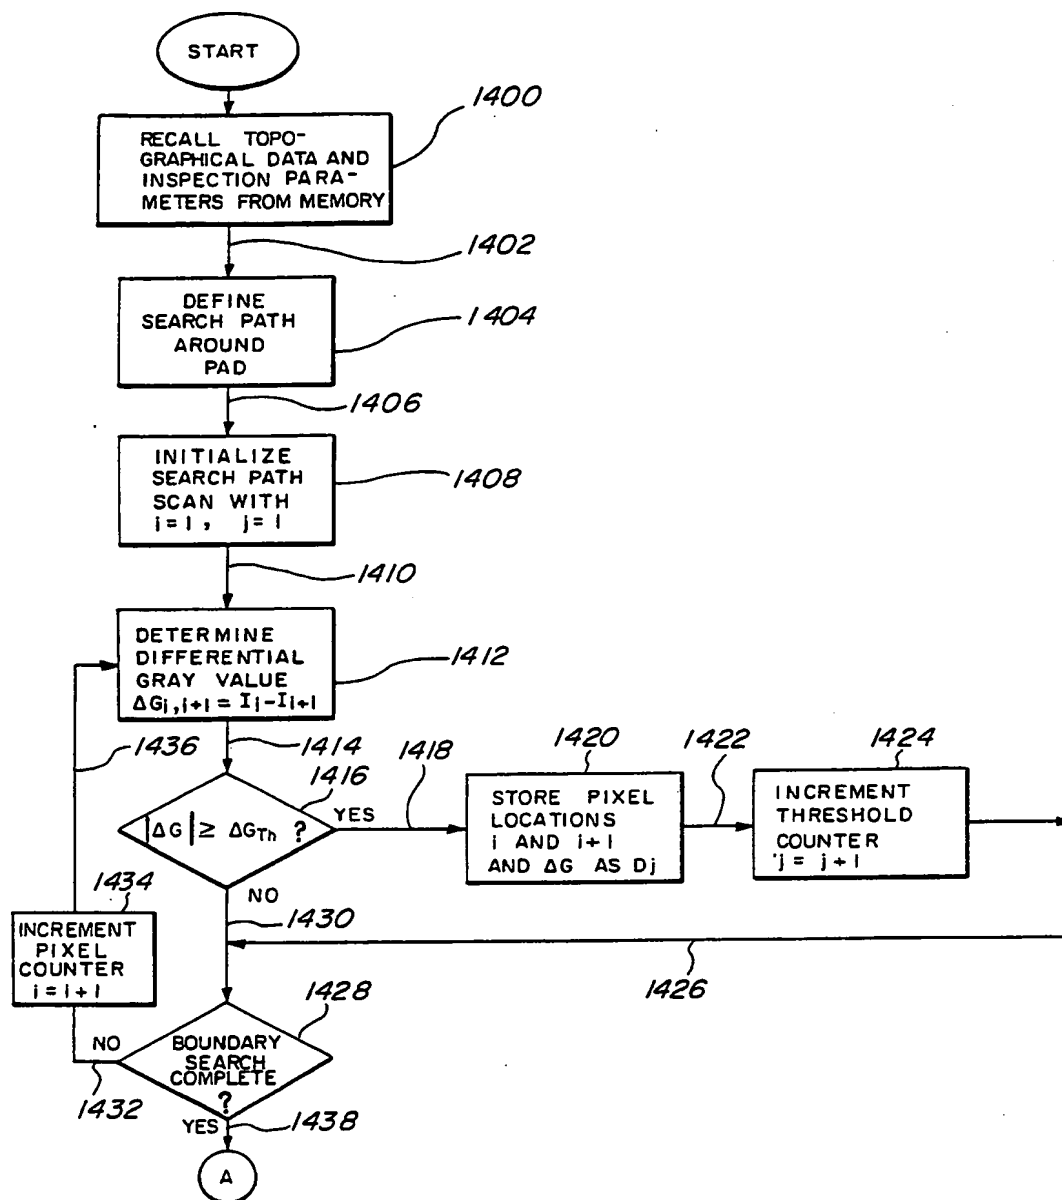 START
1400
RECALL TOPO-
GRAPHICAL DATA AND
INSPECTION PARA-
METERS FROM MEMORY
1402
DEFINE
SEARCH PATH
AROUND
PAD
1404
1406
INITIALIZE
SEARCH PATH
SCAN WITH
i=1, j=1
1408
1410
DETERMINE
DIFFERENTIAL
GRAY VALUE
ΔGi,i+1 = Ii-Ii+1
1412
1436
1414
1416
|ΔG| ≥ ΔGTh ?
YES
1418
1420
STORE PIXEL
LOCATIONS
i AND i+1
AND ΔG AS Dj
1422
1424
INCREMENT
THRESHOLD
COUNTER
j = j+1
NO
1434
INCREMENT
PIXEL
COUNTER
i = i+1
1430
1426
1428
BOUNDARY
SEARCH
COMPLETE
?
NO
1432
YES
1438
A